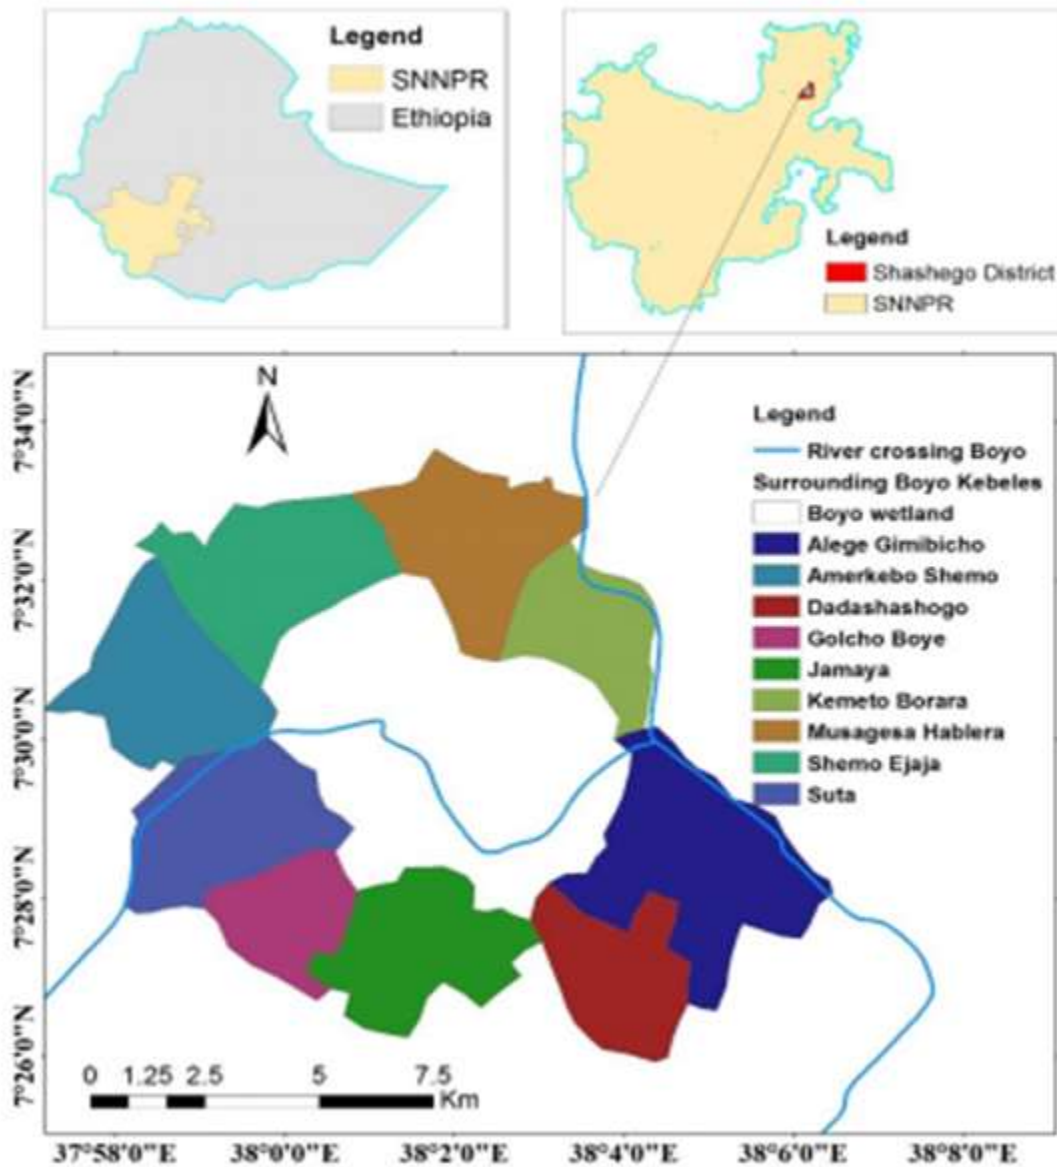 Legend
SNNPR
Ethiopia
Legend
Shashego District
SNNPR
N
Legend
River crossing Boyo
Surrounding Boyo Kebeles
Boyo wetland
Alege Gimibicho
Amerkebo Shemo
Dadashashogo
Golcho Boye
Jamaya
Kemeto Borara
Musagesa Hablera
Shemo Ejaja
Suta
7°34'0"N
7°32'0"N
7°30'0"N
7°28'0"N
7°26'0"N
0 1.25 2.5 5 7.5
Km
37°58'0"E 38°0'0"E 38°2'0"E 38°4'0"E 38°6'0"E 38°8'0"E